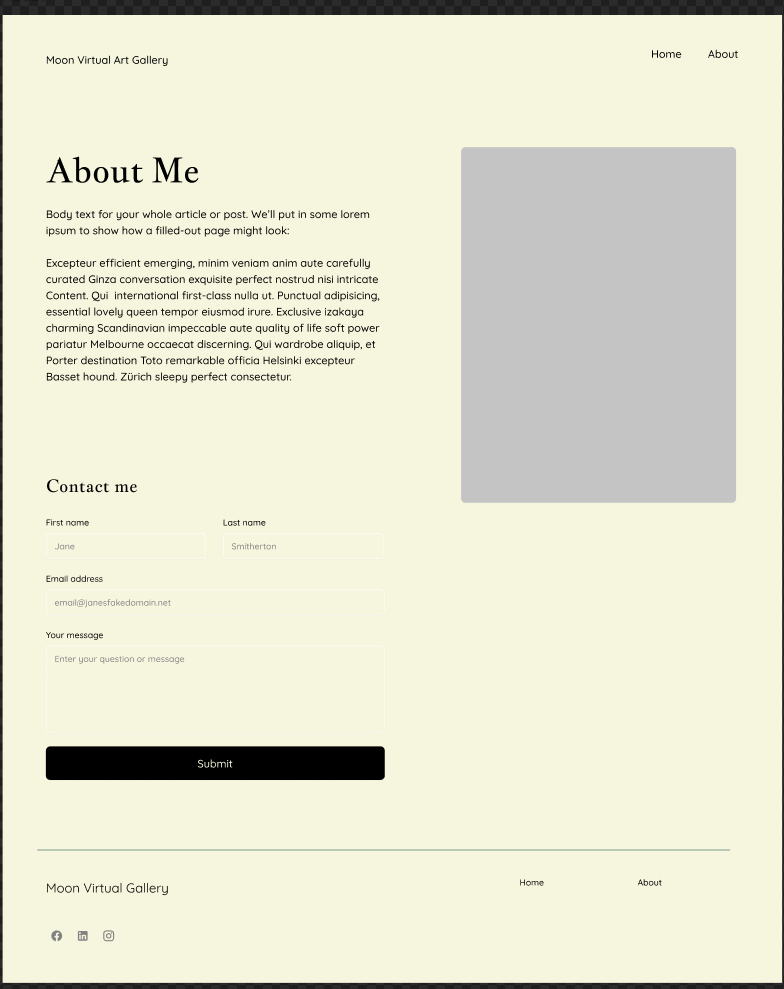 Moon Virtual Art Gallery
Home About
About Me
Body text for your whole article or post. We'll put in some lorem
ipsum to show how a filled-out page might look:
Excepteur efficient emerging, minim veniam anim aute carefully
curated Ginza conversation exquisite perfect nostrud nisi intricate
Content. Qui  international first-class nulla ut. Punctual adipisicing,
essential lovely queen tempor eiusmod irure. Exclusive izakaya
charming Scandinavian impeccable aute quality of life soft power
pariatur Melbourne occaecat discerning. Qui wardrobe aliquip, et
Porter destination Toto remarkable officia Helsinki excepteur
Basset hound. Zürich sleepy perfect consectetur.
Contact me
First name Last name
Jane Smitherton
Email address
email@janesfakedomain.net
Your message
Enter your question or message
Submit
Moon Virtual Gallery
Home About